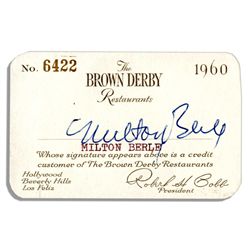 No. 6422
The
1960
BROWN DERBY
Restaurants
Milton Berle
MILTON BERLE
Whose signature appears above is a credit
customer of The Brown Derby Restaurants
Hollywood
Beverly Hills
Los Feliz
Robert H Cobb
President